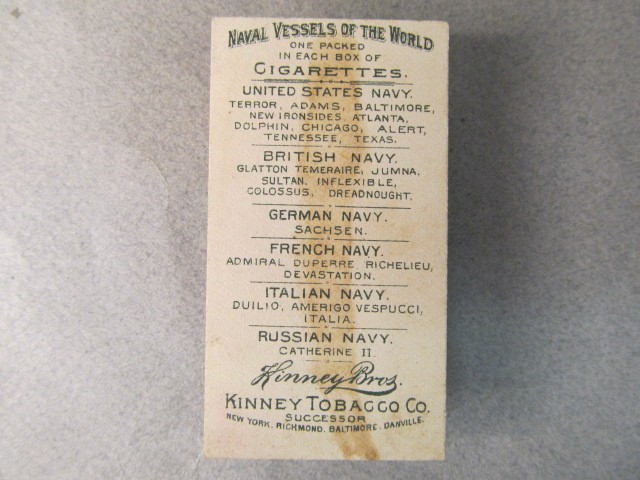 NAVAL VESSELS OF THE WORLD
ONE PACKED
IN EACH BOX OF
CIGARETTES.
UNITED STATES NAVY.
TERROR, ADAMS, BALTIMORE,
NEW IRONSIDES. ATLANTA,
DOLPHIN, CHICAGO, ALERT,
TENNESSEE, TEXAS.
BRITISH NAVY.
GLATTON TEMERAIRE, JUMNA,
SULTAN. INFLEXIBLE,
COLOSSUS, DREADNOUGHT.
GERMAN NAVY.
SACHSEN.
FRENCH NAVY.
ADMIRAL DUPERRE RICHELIEU,
DEVASTATION.
ITALIAN NAVY.
DUILIO, AMERIGO VESPUCCI,
ITALIA.
RUSSIAN NAVY.
CATHERINE II.
Kinney Bros.
KINNEY TOBACCO CO.
SUCCESSOR
NEW YORK. RICHMOND. BALTIMORE. DANVILLE.